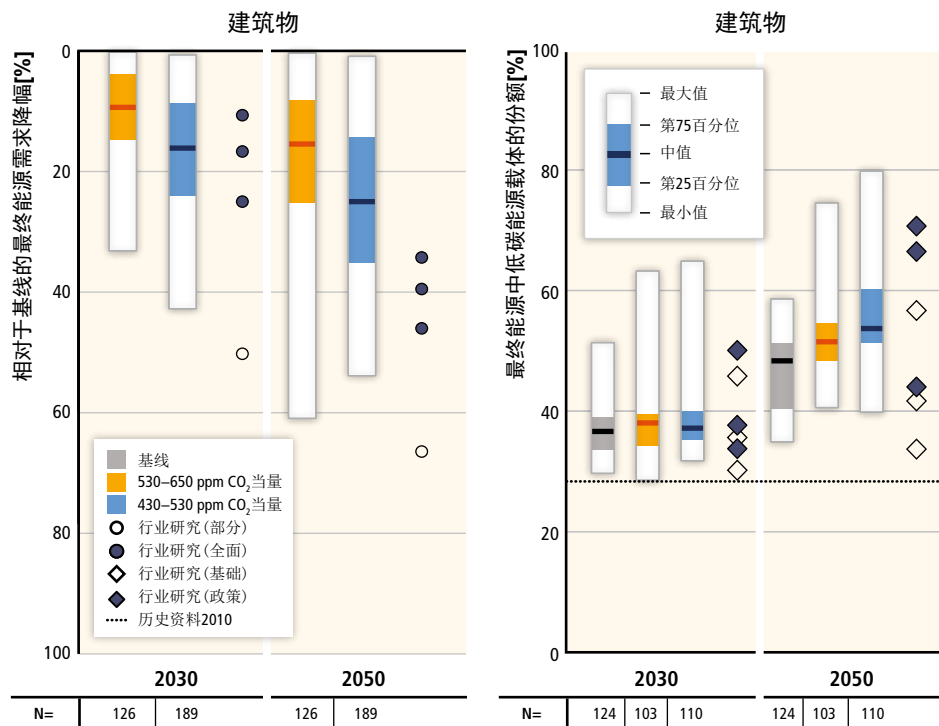 建筑物
相对于基线的最终能源需求降幅[%]
0
20
40
60
80
100
基线
530–650 ppm CO₂当量
430–530 ppm CO₂当量
行业研究(部分)
行业研究(全面)
行业研究(基础)
行业研究(政策)
历史资料2010
2030 2050
N= 126 189 126 189
建筑物
最终能源中低碳能源载体的份额[%]
100
80
60
40
20
0
最大值
第75百分位
中值
第25百分位
最小值
2030 2050
N= 124 103 110 124 103 110